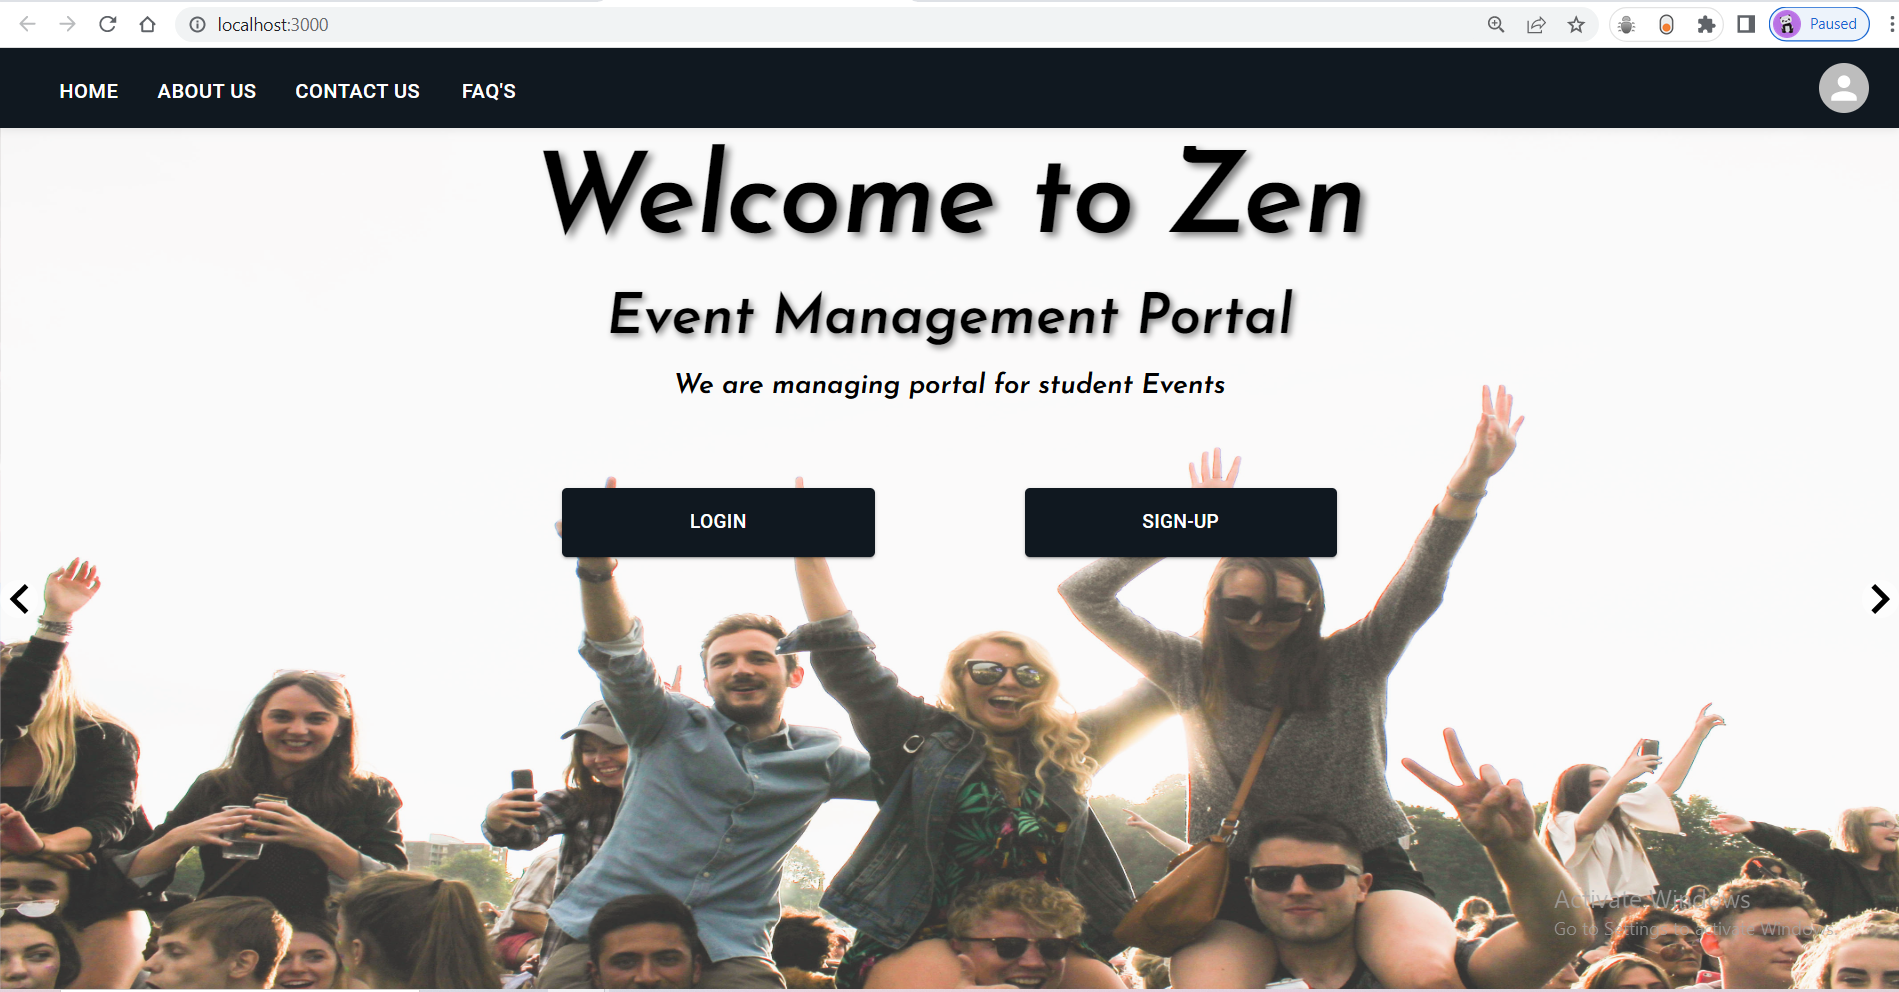 localhost:3000
Paused
HOME ABOUT US CONTACT US FAQ'S
Welcome to Zen
Event Management Portal
We are managing portal for student Events
LOGIN SIGN-UP
Activate Windows
Go to Settings to activate Windows.